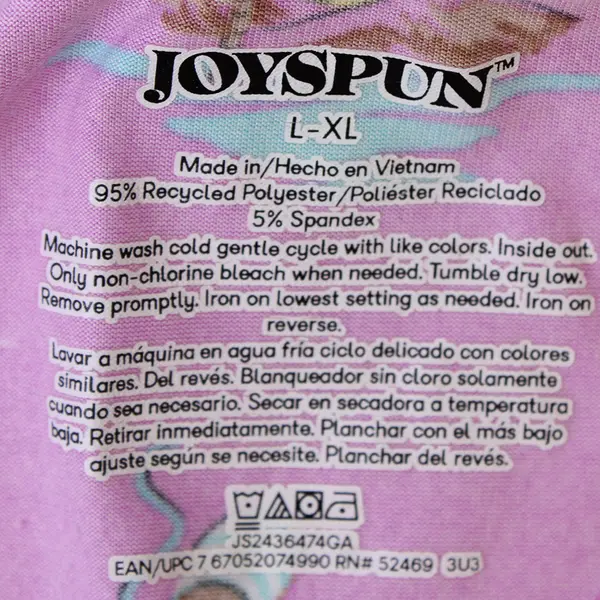 JOYSPUN™
L-XL
Made in/Hecho en Vietnam
95% Recycled Polyester/Poliéster Reciclado
5% Spandex
Machine wash cold gentle cycle with like colors. Inside out.
Only non-chlorine bleach when needed. Tumble dry low.
Remove promptly. Iron on lowest setting as needed. Iron on
reverse.
Lavar a máquina en agua fría ciclo delicado con colores
similares. Del revés. Blanqueador sin cloro solamente
cuando sea necesario. Secar en secadora a temperatura
baja. Retirar inmediatamente. Planchar con el más bajo
ajuste según se necesite. Planchar del revés.
JS2436474GA
EAN/UPC 7 67052074990 RN# 52469 3U3